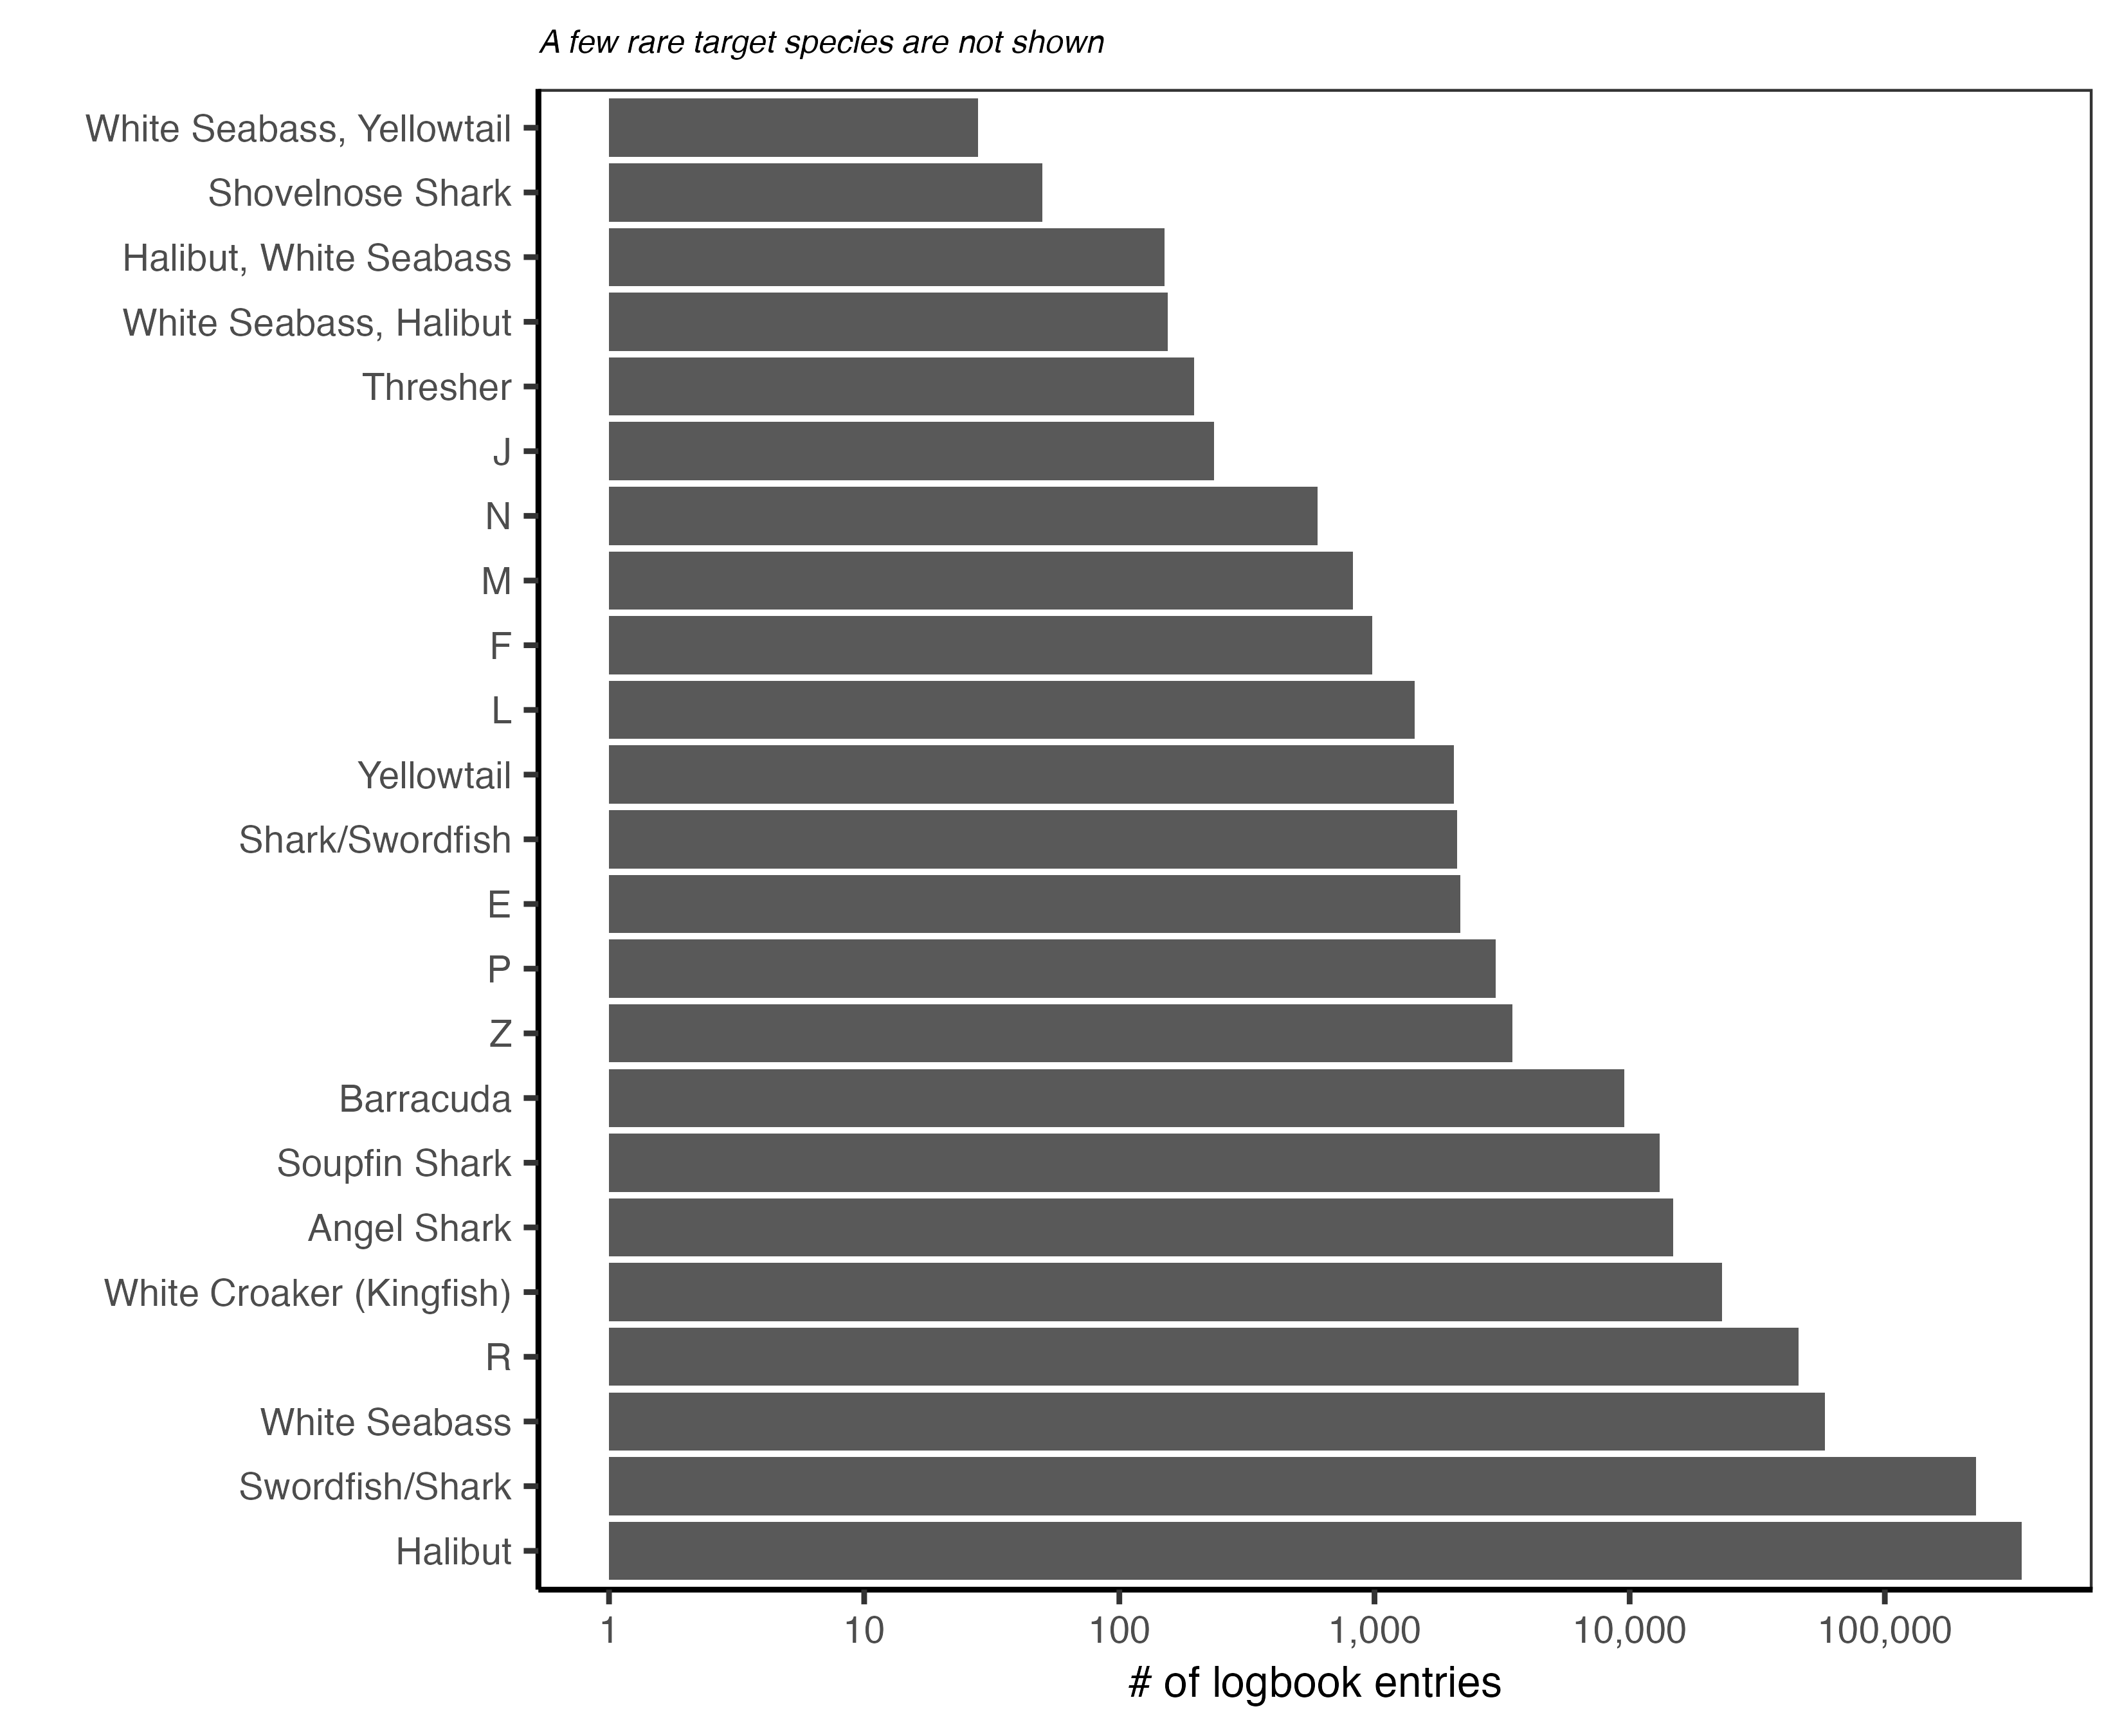 A few rare target species are not shown
White Seabass, Yellowtail
Shovelnose Shark
Halibut, White Seabass
White Seabass, Halibut
Thresher
J
N
M
F
L
Yellowtail
Shark/Swordfish
E
P
Z
Barracuda
Soupfin Shark
Angel Shark
White Croaker (Kingfish)
R
White Seabass
Swordfish/Shark
Halibut
1 10 100 1,000 10,000 100,000
# of logbook entries